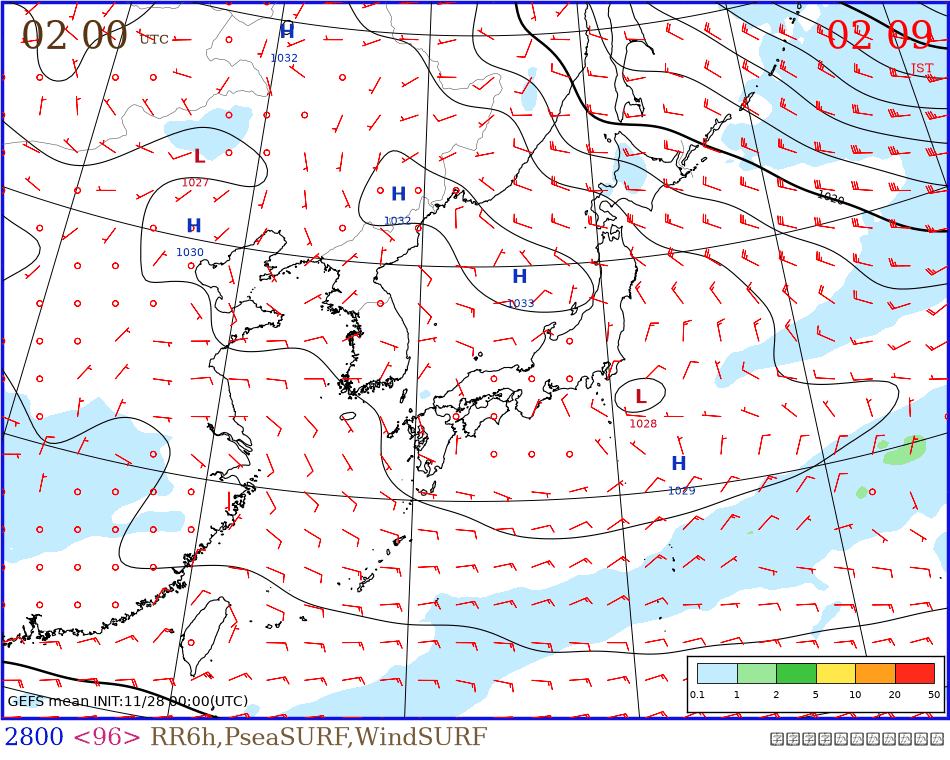 02 00 UTC
02 09
JST
H
1032
L
1027
H
1032
H
1030
1020
H
1033
L
1028
H
1029
GEFS mean INIT:11/28 00:00(UTC)
0.1 1 2 5 10 20 50
2800 <96> RR6h,PseaSURF,WindSURF